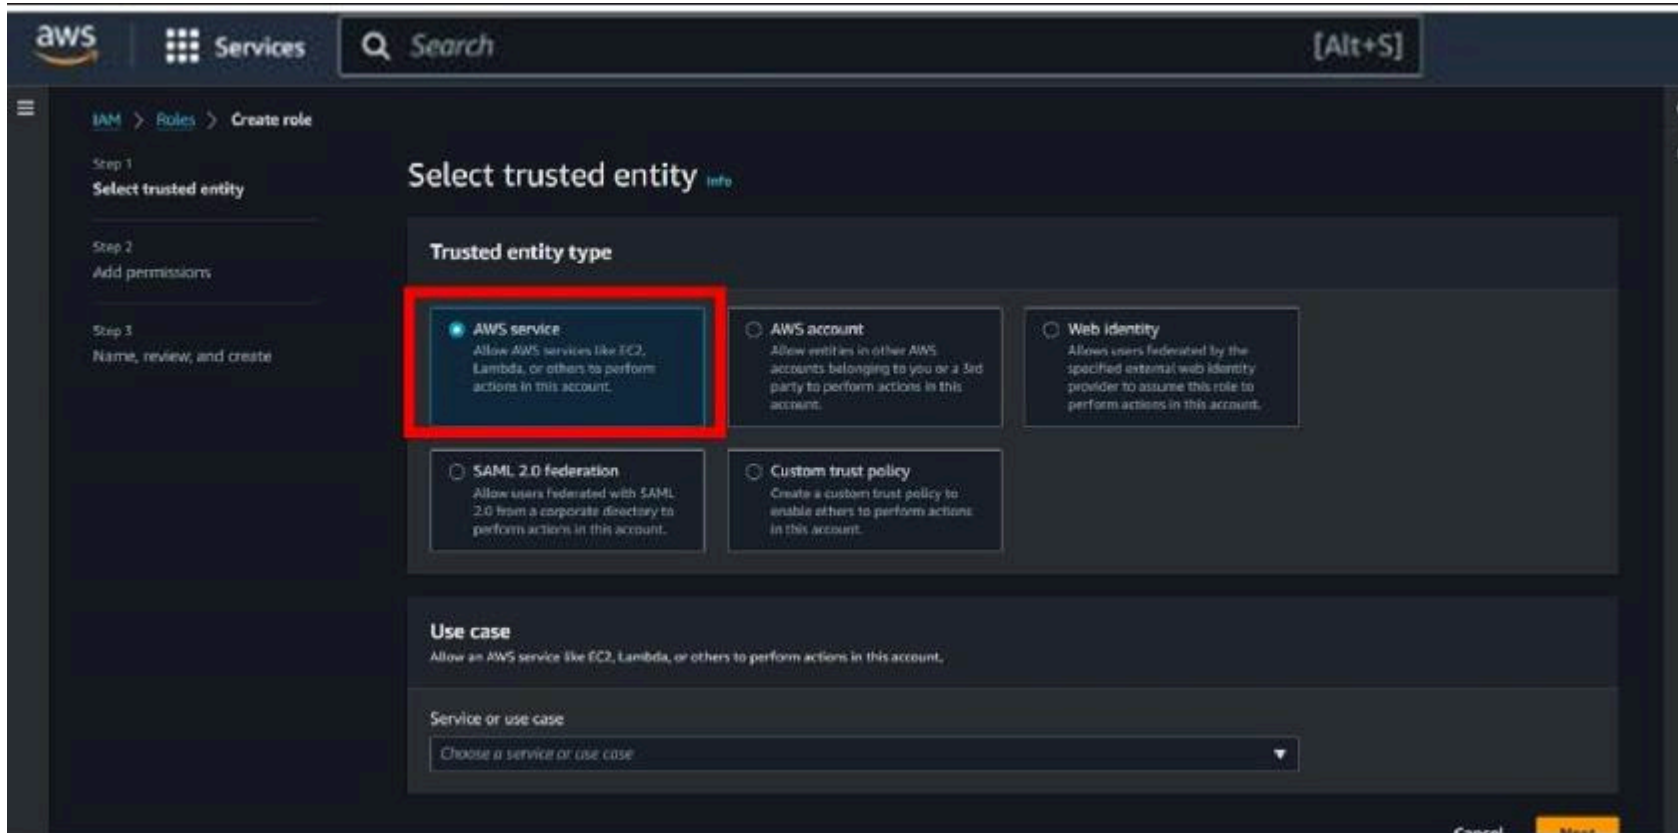 aws
Services
Search
[Alt+S]
IAM > Roles > Create role
Step 1
Select trusted entity
Step 2
Add permissions
Step 3
Name, review, and create
Select trusted entity Info
Trusted entity type
AWS service
Allow AWS services like EC2,
Lambda, or others to perform
actions in this account.
AWS account
Allow entities in other AWS
accounts belonging to you or a 3rd
party to perform actions in this
account.
Web identity
Allows users federated by the
specified external web identity
provider to assume this role to
perform actions in this account.
SAML 2.0 federation
Allow users federated with SAML
2.0 from a corporate directory to
perform actions in this account.
Custom trust policy
Create a custom trust policy to
enable others to perform actions
in this account.
Use case
Allow an AWS service like EC2, Lambda, or others to perform actions in this account.
Service or use case
Choose a service or use case
Cancel
Next